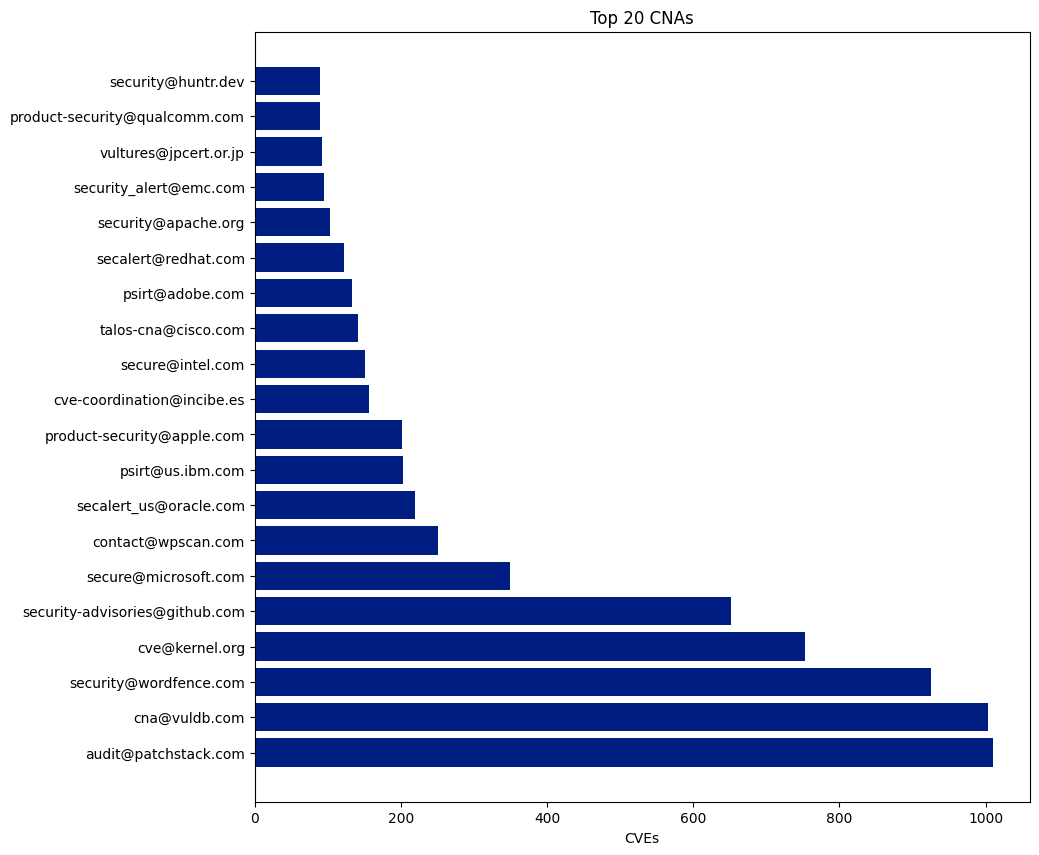 Top 20 CNAs
security@huntr.dev
product-security@qualcomm.com
vultures@jpcert.or.jp
security_alert@emc.com
security@apache.org
secalert@redhat.com
psirt@adobe.com
talos-cna@cisco.com
secure@intel.com
cve-coordination@incibe.es
product-security@apple.com
psirt@us.ibm.com
secalert_us@oracle.com
contact@wpscan.com
secure@microsoft.com
security-advisories@github.com
cve@kernel.org
security@wordfence.com
cna@vuldb.com
audit@patchstack.com
0 200 400 600 800 1000
CVEs